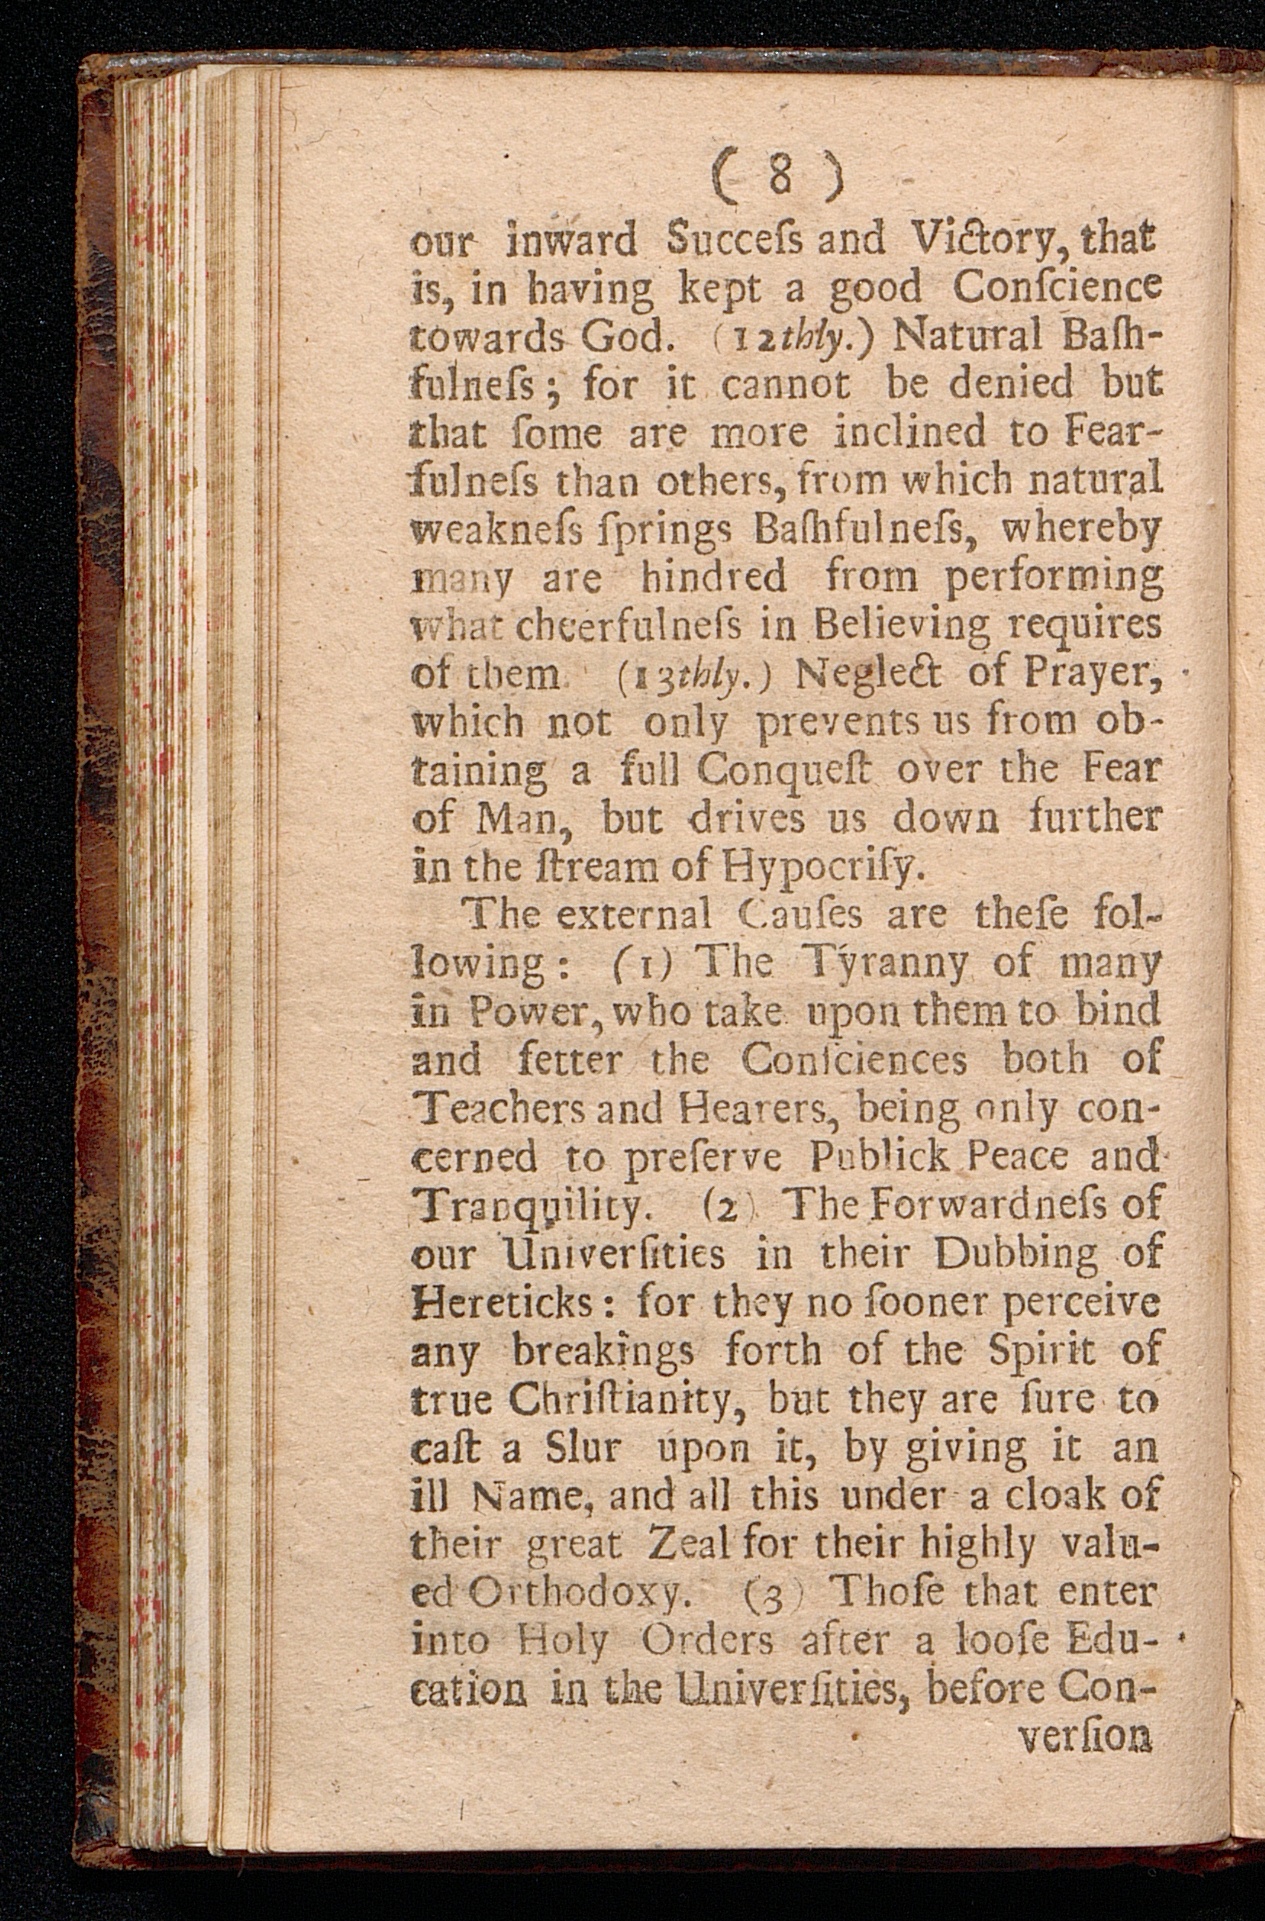 ( 8 )
our inward Succeſs and Victory, that
is, in having kept a good Conſcience
towards God. (12thly.) Natural Baſh-
fulneſs; for it cannot be denied but
that ſome are more inclined to Fear-
fulneſs than others, from which natural
weakneſs ſprings Baſhfulneſs, whereby
many are hindred from performing
what cheerfulneſs in Believing requires
of them. (13thly.) Neglect of Prayer,
which not only prevents us from ob-
taining a full Conqueſt over the Fear
of Man, but drives us down further
in the ſtream of Hypocriſy.
The external Cauſes are theſe fol-
lowing: (1) The Tyranny of many
in Power, who take upon them to bind
and fetter the Conſciences both of
Teachers and Hearers, being only con-
cerned to preſerve Publick Peace and
Tranquility. (2) The Forwardneſs of
our Univerſities in their Dubbing of
Hereticks: for they no ſooner perceive
any breakings forth of the Spirit of
true Chriſtianity, but they are ſure to
caſt a Slur upon it, by giving it an
ill Name, and all this under a cloak of
their great Zeal for their highly valu-
ed Orthodoxy. (3) Thoſe that enter
into Holy Orders after a looſe Edu-
cation in the Univerſities, before Con-
verſion